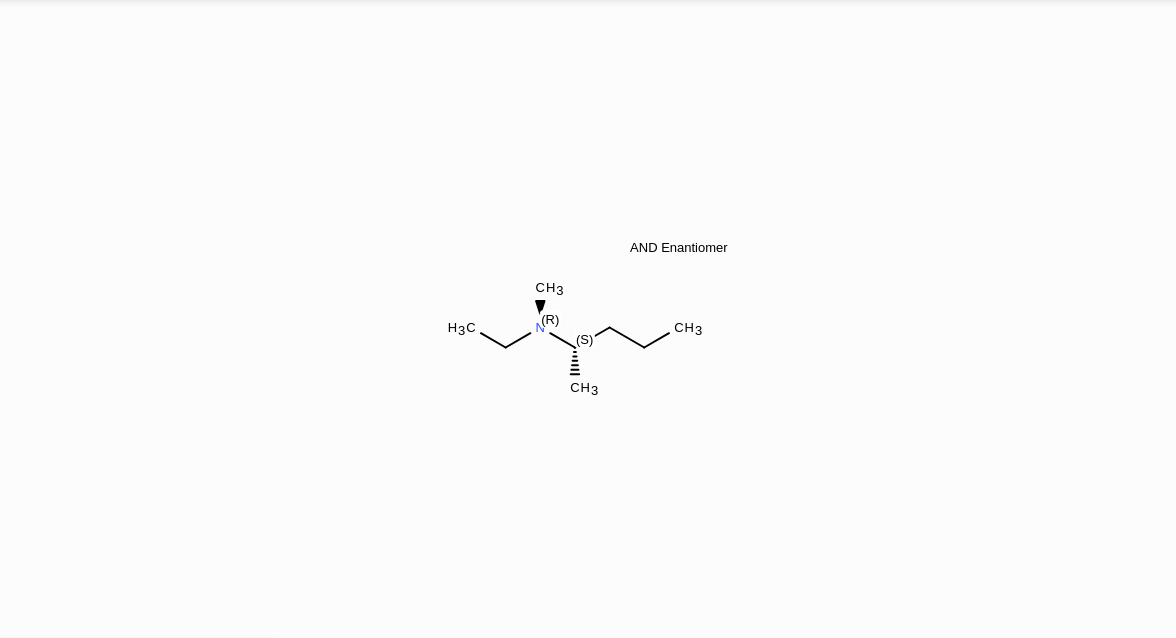 AND Enantiomer
CH3
(R)
H3C
N
CH3
(S)
CH3